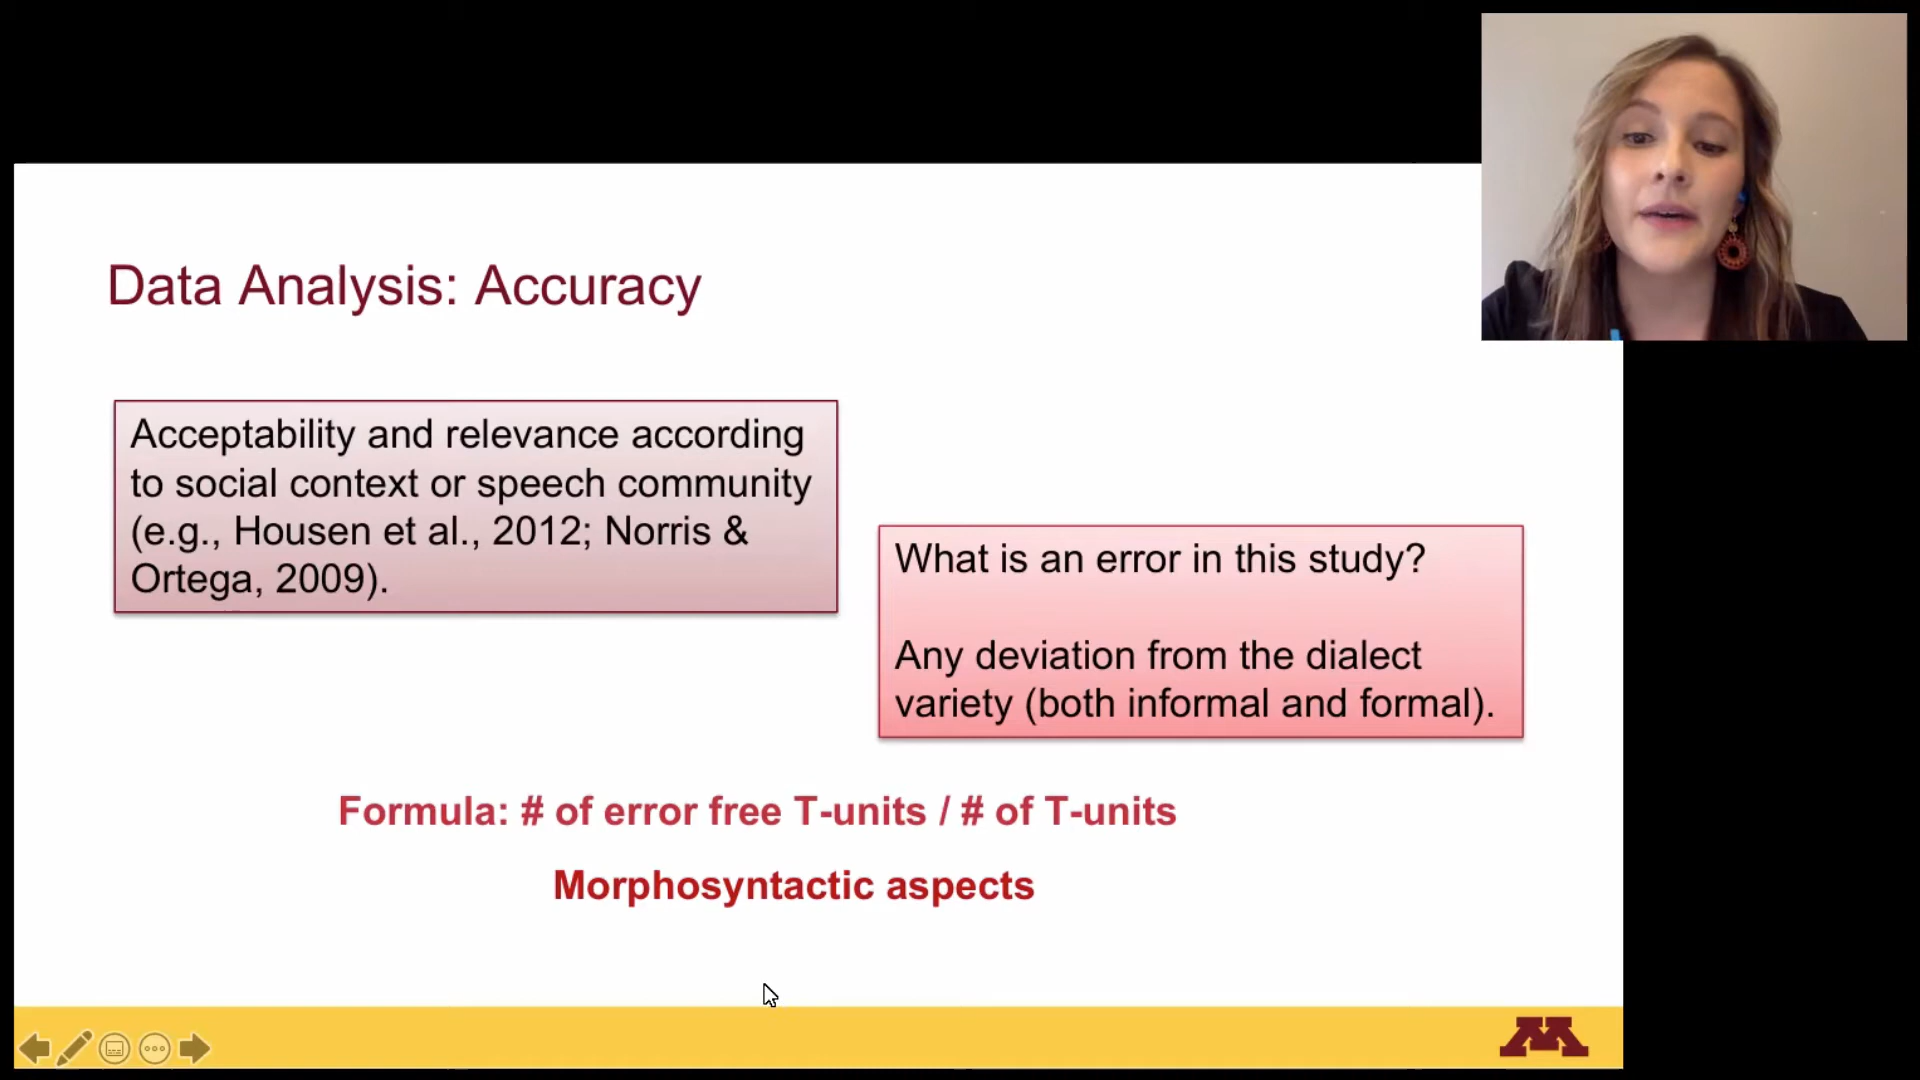 Data Analysis: Accuracy
Acceptability and relevance according
to social context or speech community
(e.g., Housen et al., 2012; Norris &
Ortega, 2009).
What is an error in this study?
Any deviation from the dialect
variety (both informal and formal).
Formula: # of error free T-units / # of T-units
Morphosyntactic aspects
M